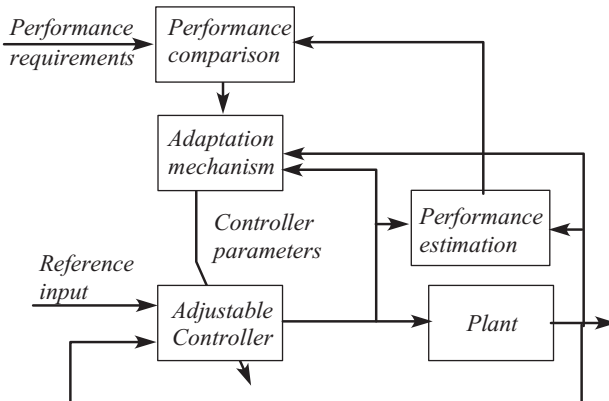 Performance
requirements
Performance
comparison
Adaptation
mechanism
Controller
parameters
Performance
estimation
Reference
input
Adjustable
Controller
Plant